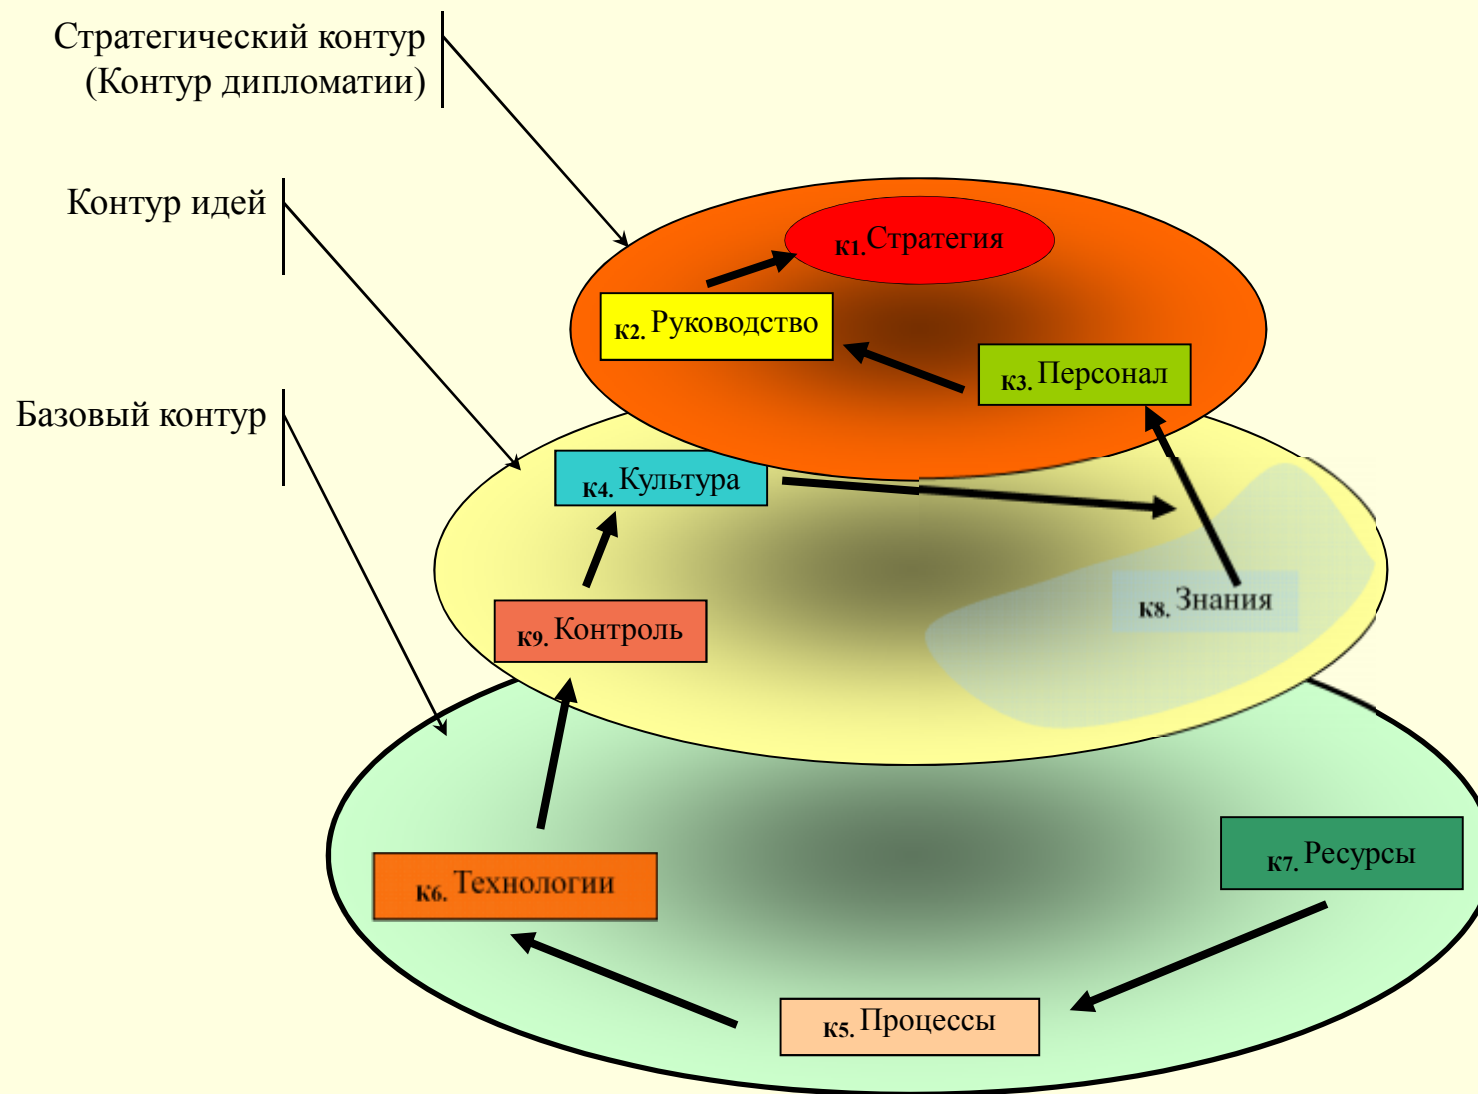 Стратегический контур
(Контур дипломатии)
Контур идей
Базовый контур
К1. Стратегия
К2. Руководство
К3. Персонал
К4. Культура
К8. Знания
К9. Контроль
К6. Технологии
К7. Ресурсы
К5. Процессы